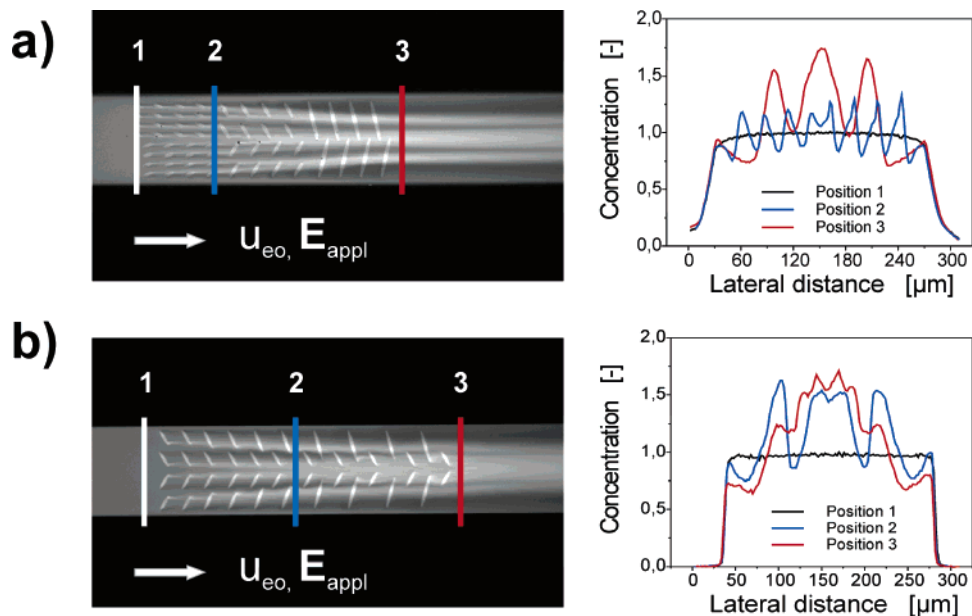 a)
1 2 3
u_eo, E_appl
Concentration [-]
2,0
1,5
1,0
0,5
0,0
Position 1
Position 2
Position 3
0 60 120 180 240 300
Lateral distance [µm]
b)
1 2 3
u_eo, E_appl
Concentration [-]
2,0
1,5
1,0
0,5
0,0
Position 1
Position 2
Position 3
0 50 100 150 200 250 300
Lateral distance [µm]